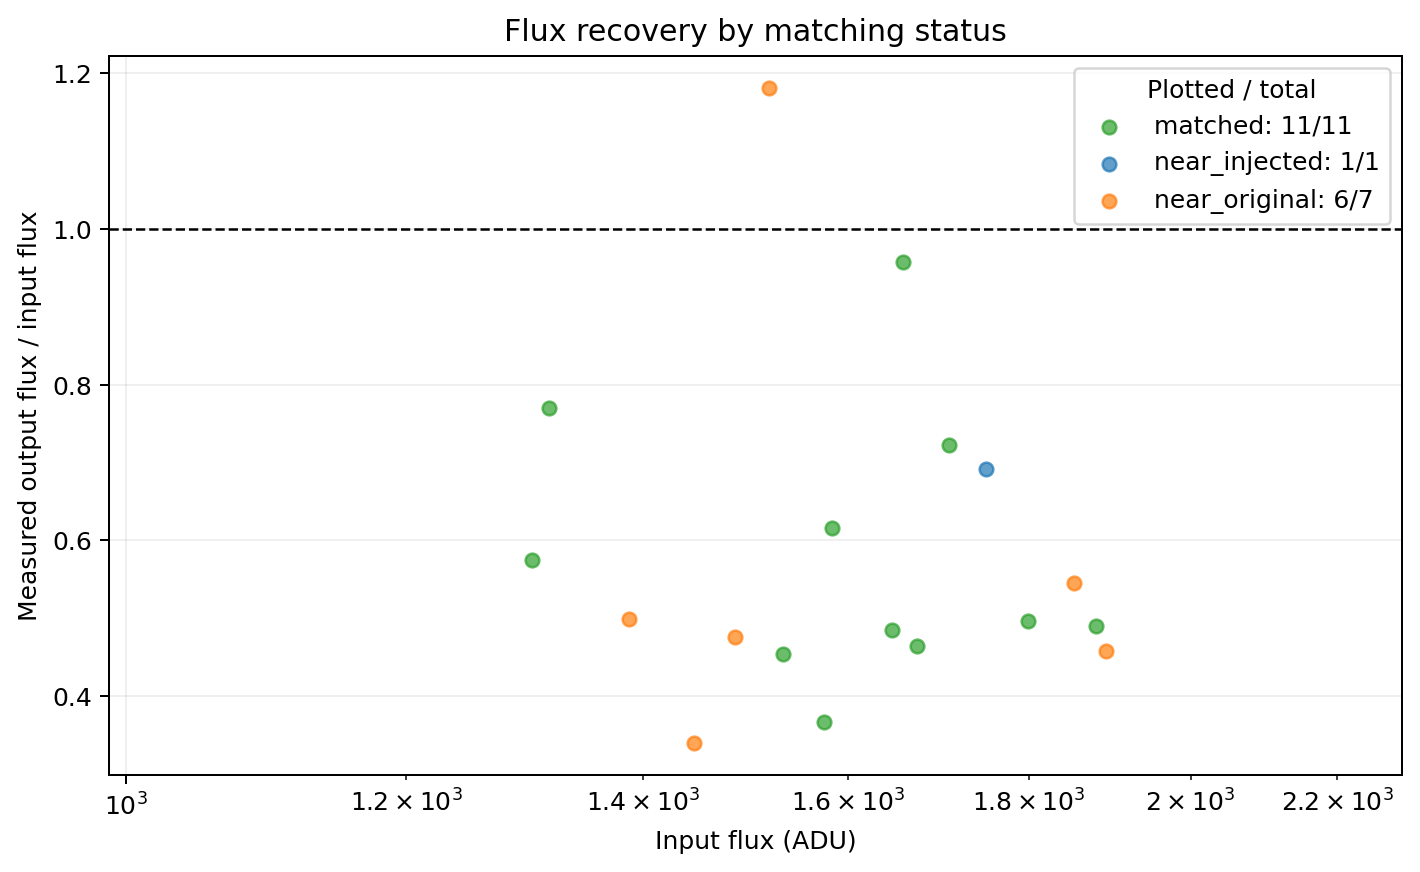 Flux recovery by matching status
Measured output flux / input flux
1.2
1.0
0.8
0.6
0.4
Plotted / total
matched: 11/11
near_injected: 1/1
near_original: 6/7
10³
1.2 × 10³
1.4 × 10³
1.6 × 10³
1.8 × 10³
2 × 10³
2.2 × 10³
Input flux (ADU)